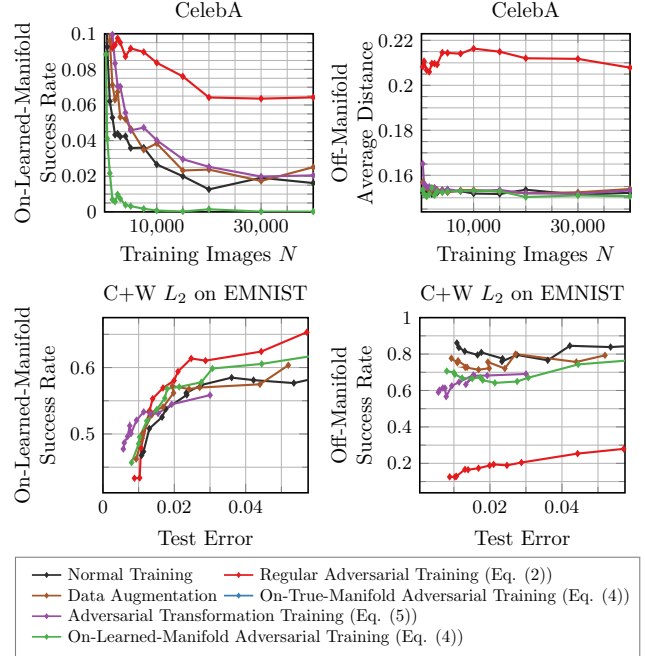 CelebA
On-Learned-Manifold
Success Rate
0.1
0.08
0.06
0.04
0.02
0
10,000
30,000
Training Images N
CelebA
Off-Manifold
Average Distance
0.22
0.2
0.18
0.16
10,000
30,000
Training Images N
C+W L2 on EMNIST
On-Learned-Manifold
Success Rate
0.6
0.5
0
0.02
0.04
Test Error
C+W L2 on EMNIST
Off-Manifold
Success Rate
1
0.8
0.6
0.4
0.2
0.02
0.04
Test Error
Normal Training
Regular Adversarial Training (Eq. (2))
Data Augmentation
On-True-Manifold Adversarial Training (Eq. (4))
Adversarial Transformation Training (Eq. (5))
On-Learned-Manifold Adversarial Training (Eq. (4))